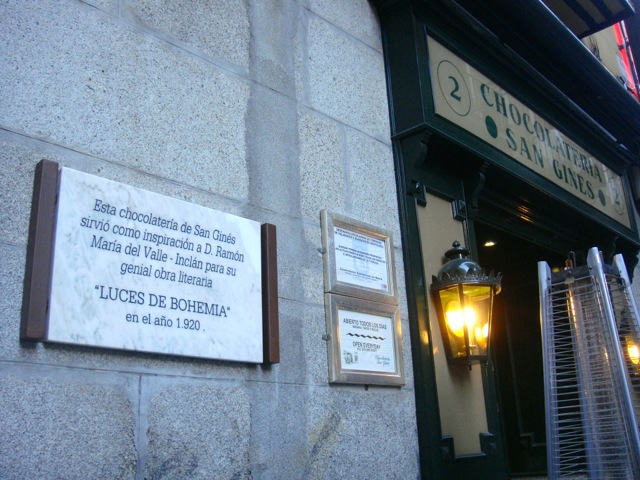 Esta chocolatería de San Ginés
sirvió como inspiración a D. Ramón
María del Valle - Inclán para su
genial obra literaria
"LUCES DE BOHEMIA"
en el año 1.920.
ABIERTO TODOS LOS DIAS
OPEN EVERYDAY
2
CHOCOLATERIA
SAN GINES
2